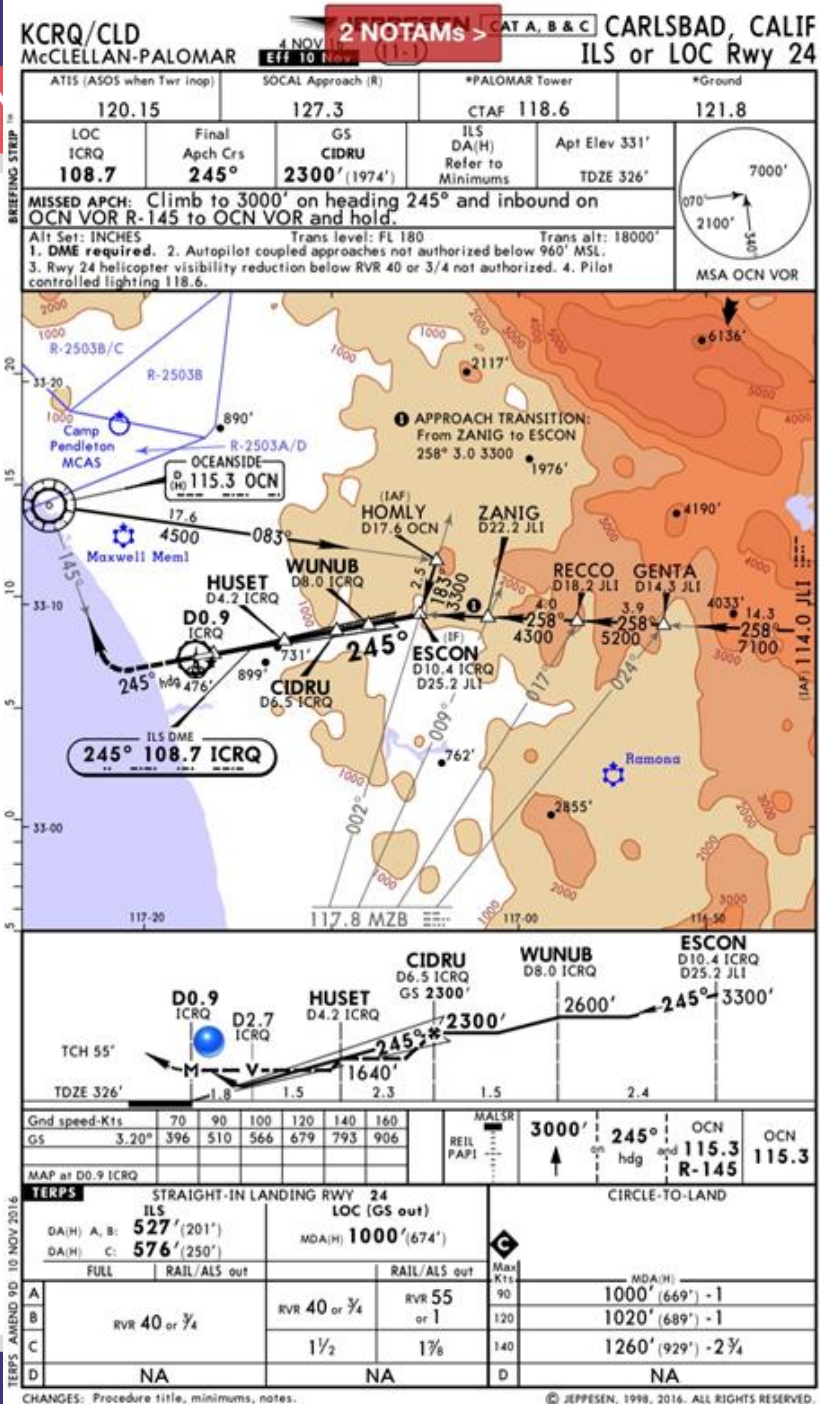 KCRQ/CLD
McCLELLAN-PALOMAR
4 NOV
Eff 10 Nov
2 NOTAMs >
11-1
CAT A, B & C
CARLSBAD, CALIF
ILS or LOC Rwy 24
BRIEFING STRIP TM
ATIS (ASOS when Twr inop)
120.15
SOCAL Approach (R)
127.3
*PALOMAR Tower
CTAF 118.6
*Ground
121.8
LOC
ICRQ
108.7
Final
Apch Crs
245°
GS
CIDRU
2300' (1974')
ILS
DA(H)
Refer to
Minimums
Apt Elev 331'
TDZE 326'
MISSED APCH: Climb to 3000' on heading 245° and inbound on
OCN VOR R-145 to OCN VOR and hold.
Alt Set: INCHES Trans level: FL 180 Trans alt: 18000'
1. DME required. 2. Autopilot coupled approaches not authorized below 960' MSL.
3. Rwy 24 helicopter visibility reduction below RVR 40 or 3/4 not authorized. 4. Pilot
controlled lighting 118.6.
7000'
070°
2100'
340°
MSA OCN VOR
2000
1000
R-2503B/C
R-2503B
33-20
Camp
Pendleton
MCAS
890'
R-2503A/D
OCEANSIDE
D
(H) 115.3 OCN
2117'
6136'
1 APPROACH TRANSITION:
From ZANIG to ESCON
258° 3.0 3300
1976'
4190'
17.6
4500
083°
Maxwell Meml
(IAF)
HOMLY
D17.6 OCN
ZANIG
D22.2 JLI
WUNUB
D8.0 ICRQ
HUSET
D4.2 ICRQ
RECCO
D18.2 JLI
GENTA
D14.3 JLI
4033'
33-10
145°
D0.9
ICRQ
2.5
183°
3300
4.0
258°
4300
3.9
258°
5200
14.3
258°
7100
(IAF) 114.0 JLI
245°
(IF)
ESCON
D10.4 ICRQ
D25.2 JLI
731'
899'
476'
245° hdg
CIDRU
D6.5 ICRQ
ILS DME
245° 108.7 ICRQ
002°
009°
017°
024°
762'
Ramona
2855'
33-00
117-20
117.8 MZB
117-00
116-50
D0.9
ICRQ
D2.7
ICRQ
HUSET
D4.2 ICRQ
CIDRU
D6.5 ICRQ
GS 2300'
WUNUB
D8.0 ICRQ
ESCON
D10.4 ICRQ
D25.2 JLI
TCH 55'
M
V
245°
1640'
2300'
2600'
245°
3300'
TDZE 326'
1.8
1.5
2.3
1.5
2.4
Gnd speed-Kts 70 90 100 120 140 160
GS 3.20° 396 510 566 679 793 906
MAP at D0.9 ICRQ
MALSR
REIL
PAPI
3000'
on
245°
hdg
and
OCN
115.3
R-145
OCN
115.3
TERPS
STRAIGHT-IN LANDING RWY 24
CIRCLE-TO-LAND
ILS
DA(H) A, B: 527' (201')
DA(H) C: 576' (250')
LOC (GS out)
MDA(H) 1000' (674')
FULL
RAIL/ALS out
RAIL/ALS out
C
Max
Kts
MDA(H)
A
B
C
D
RVR 40 or ¾
RVR 40 or ¾
RVR 55
or 1
1½
1⅞
NA
NA
90 1000' (669') - 1
120 1020' (689') - 1
140 1260' (929') - 2¾
D NA
TERPS AMEND 9D 10 NOV 2016
CHANGES: Procedure title, minimums, notes.
© JEPPESEN, 1998, 2016. ALL RIGHTS RESERVED.